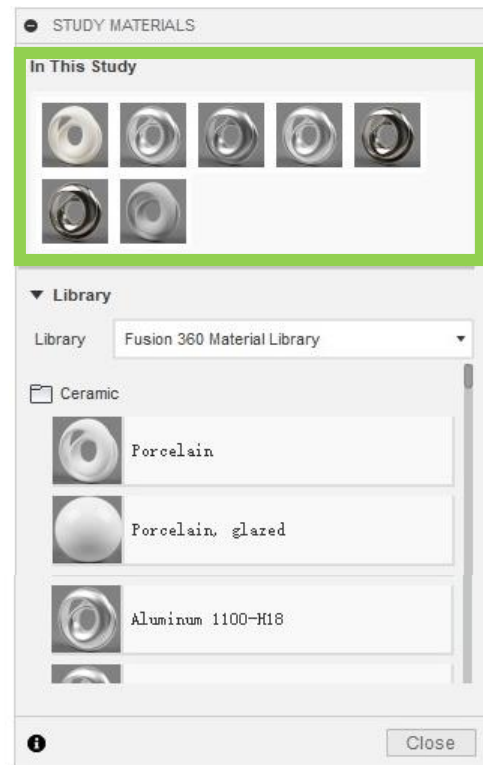 STUDY MATERIALS
In This Study
Library
Library Fusion 360 Material Library
Ceramic
Porcelain
Porcelain, glazed
Aluminum 1100-H18
Close